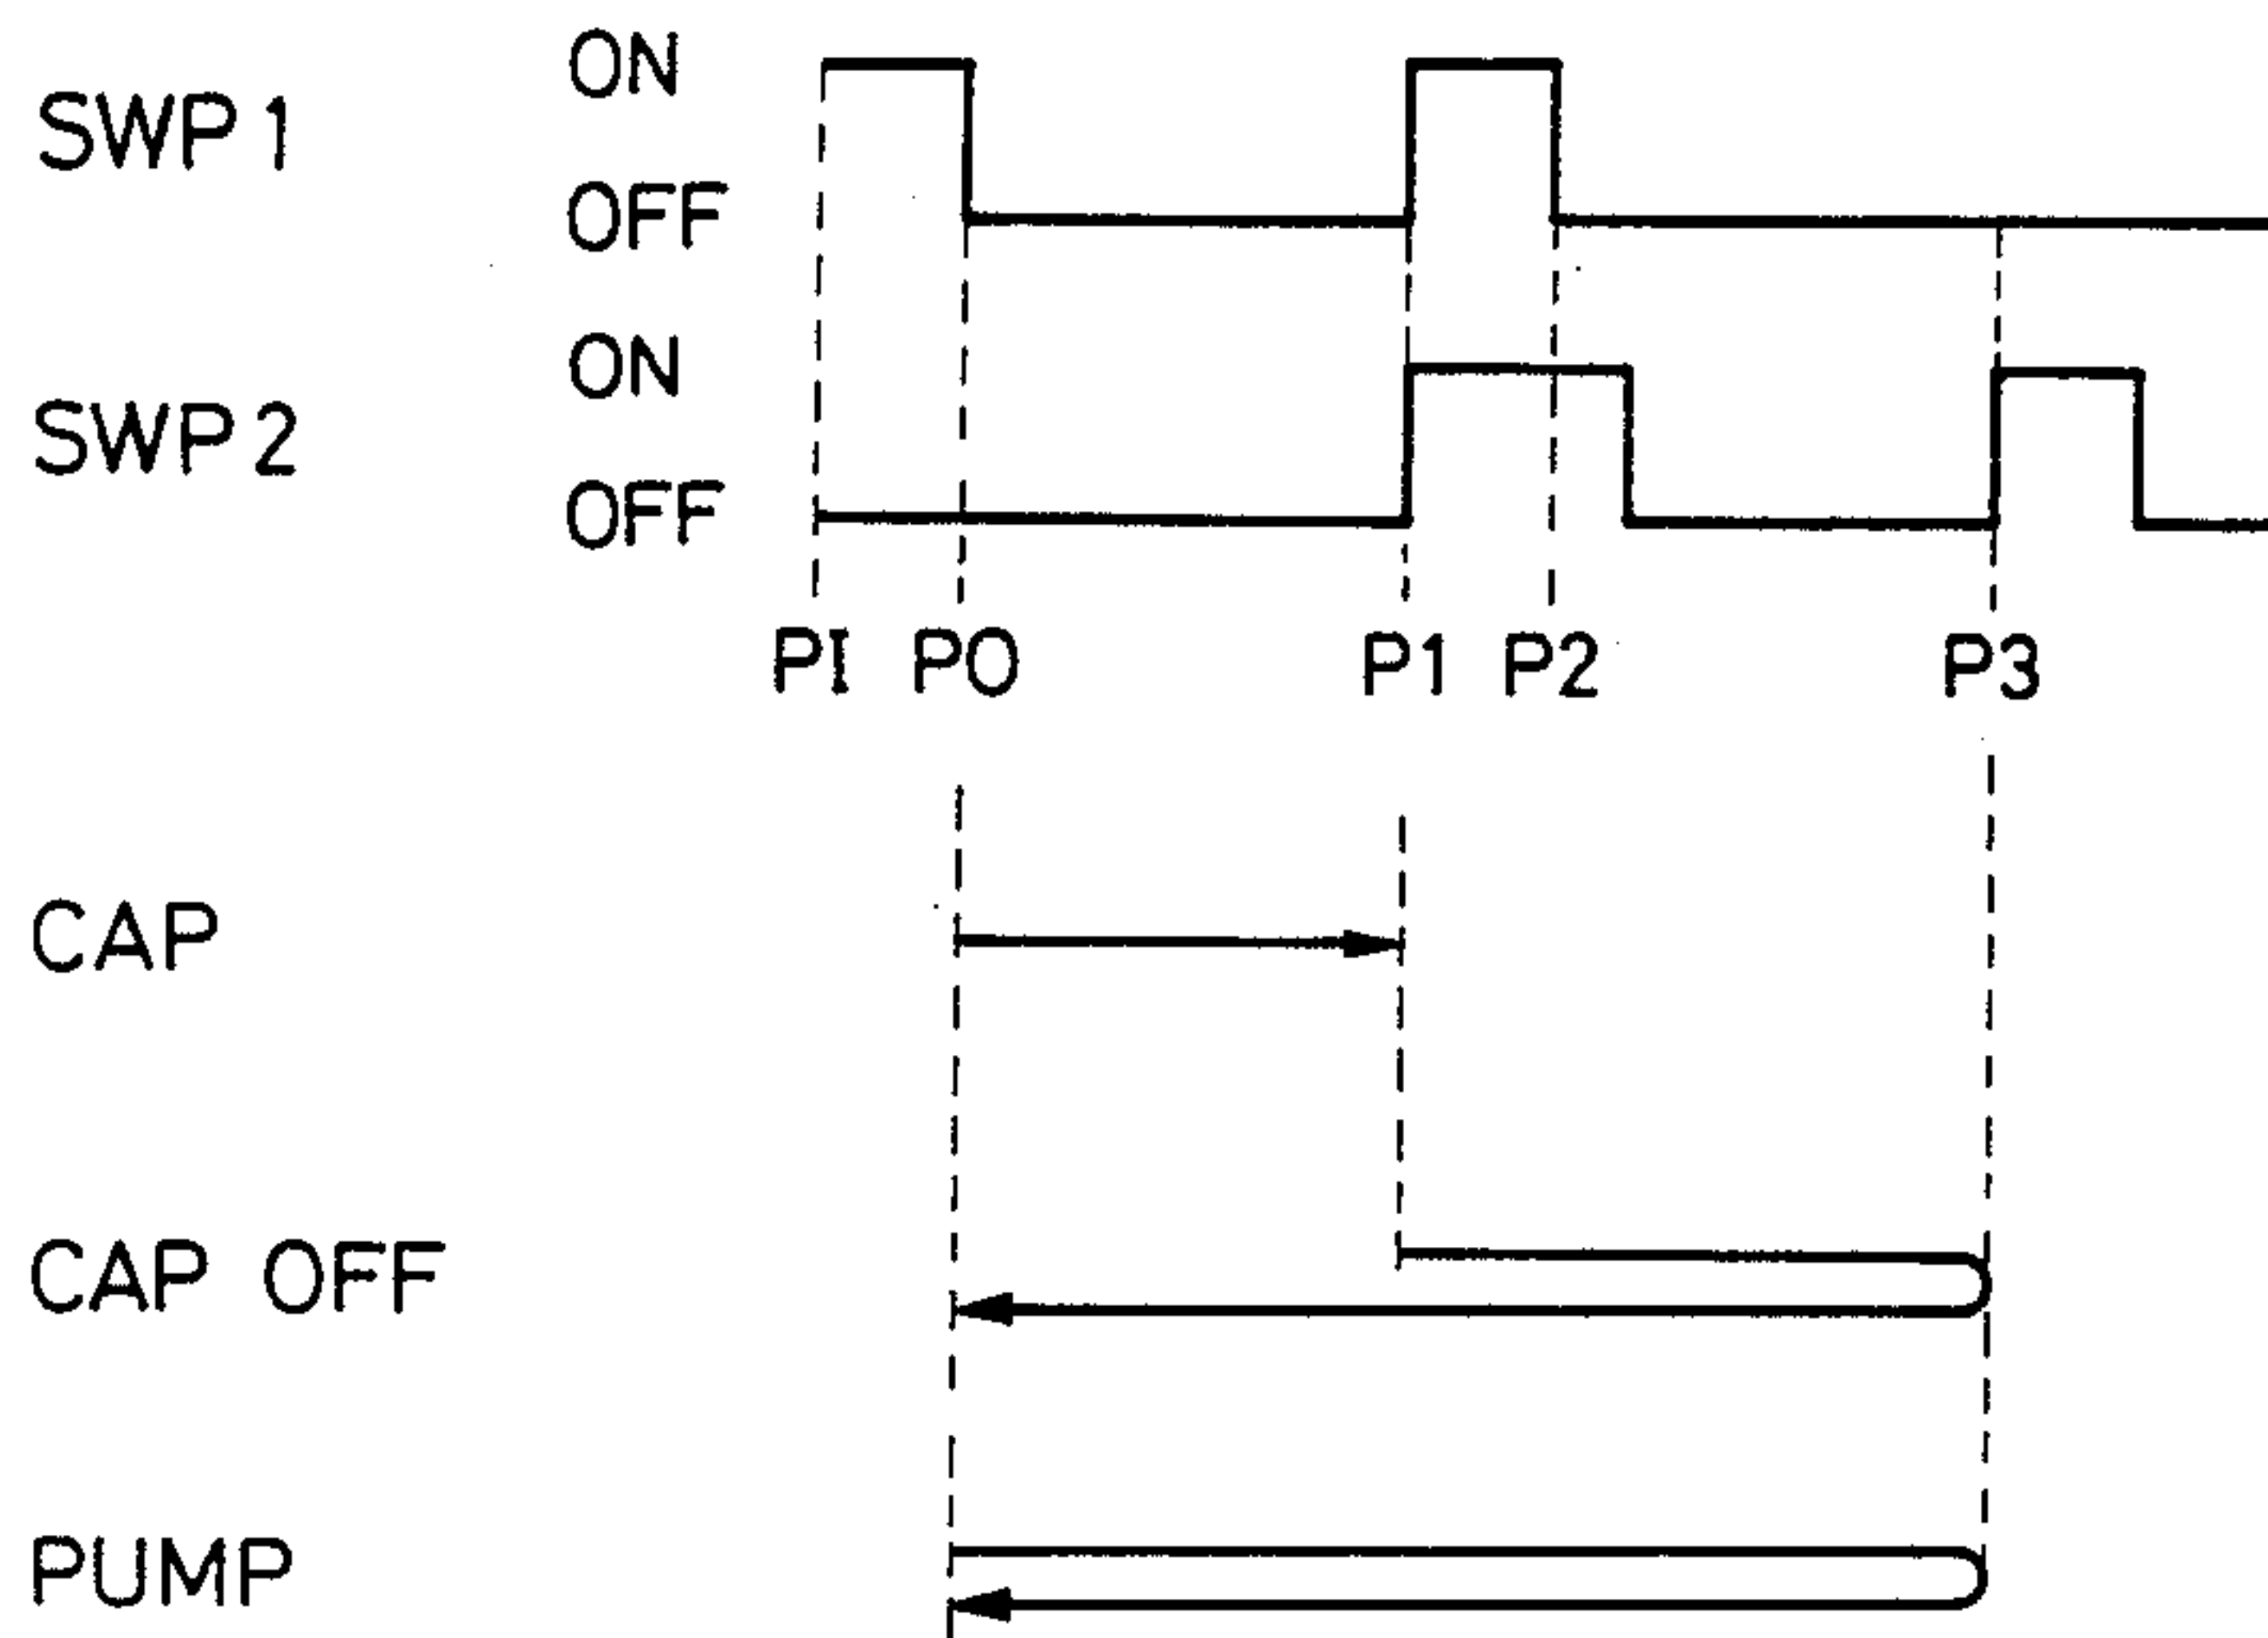 ON
SWP 1
OFF
ON
SWP 2
OFF
PI PO P1 P2 P3
CAP
CAP OFF
PUMP